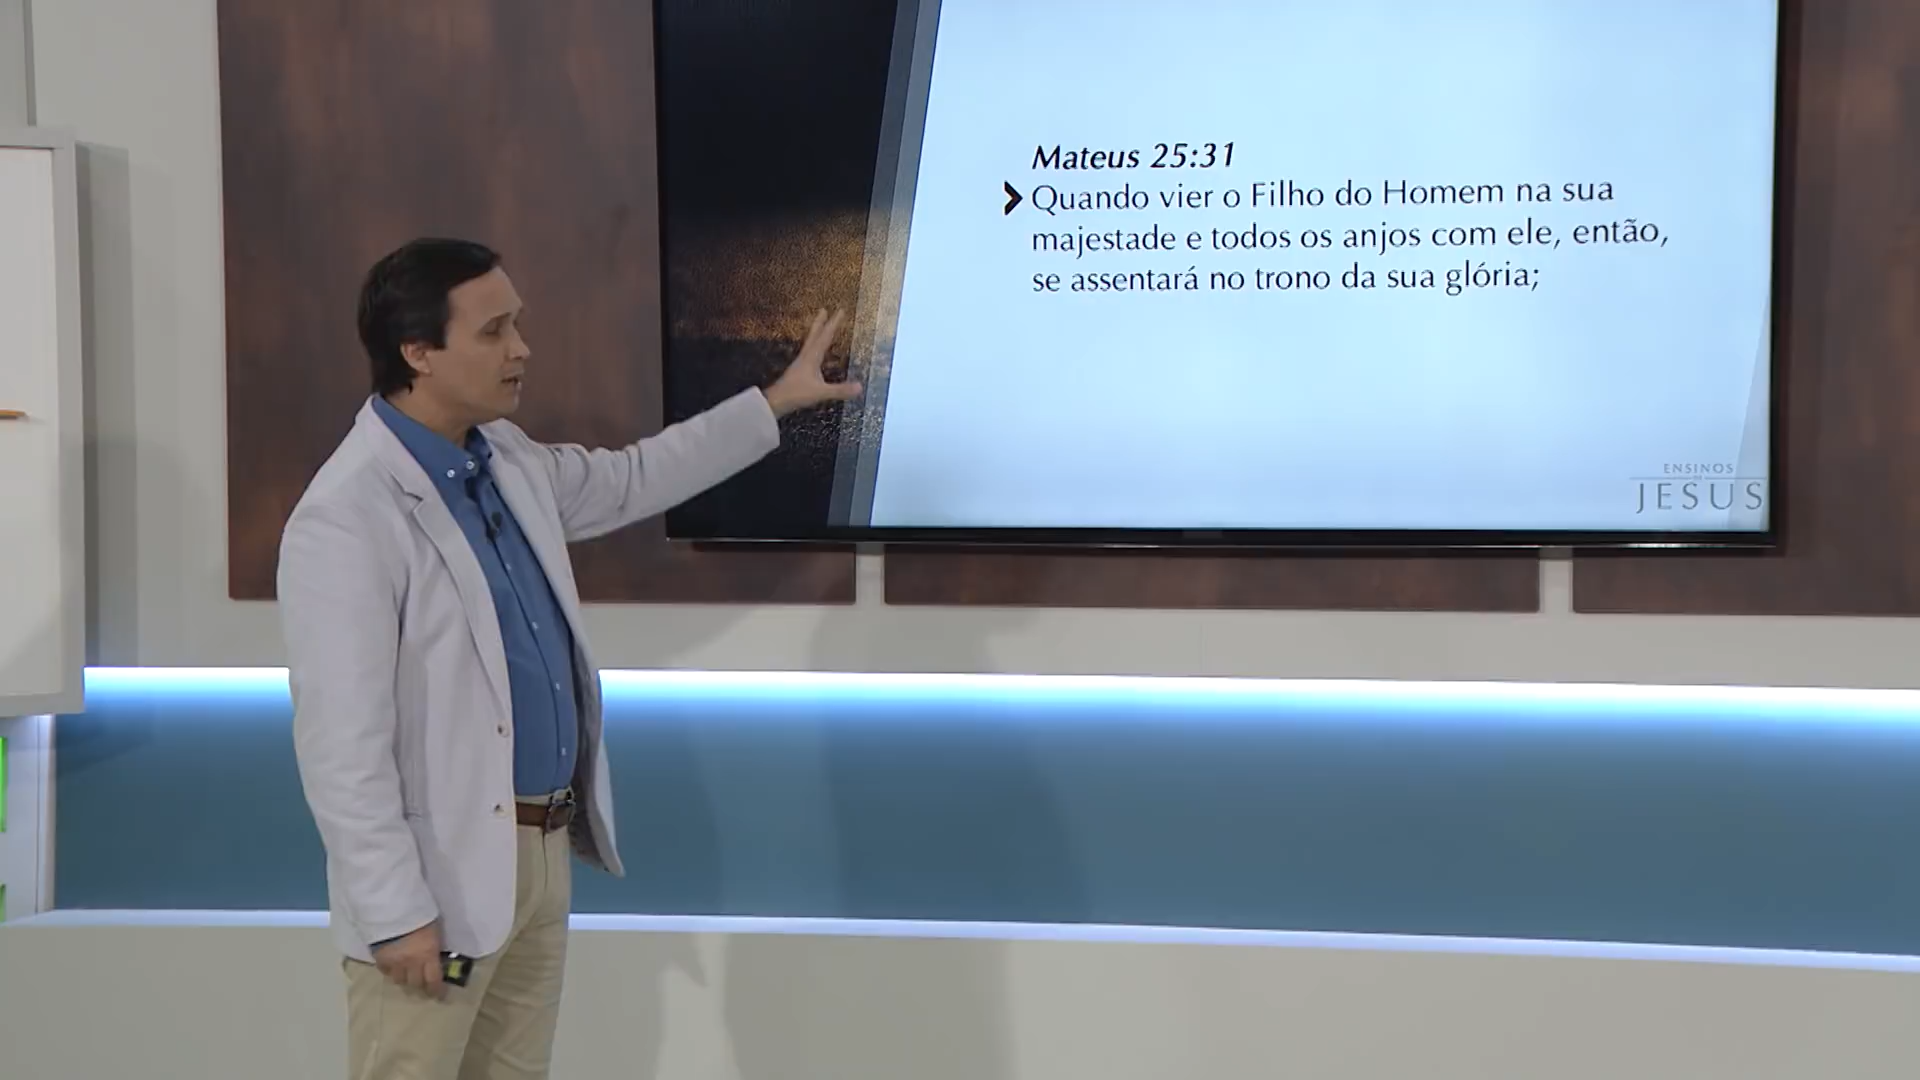 Mateus 25:31
Quando vier o Filho do Homem na sua
majestade e todos os anjos com ele, então,
se assentará no trono da sua glória;
ENSINOS
JESUS